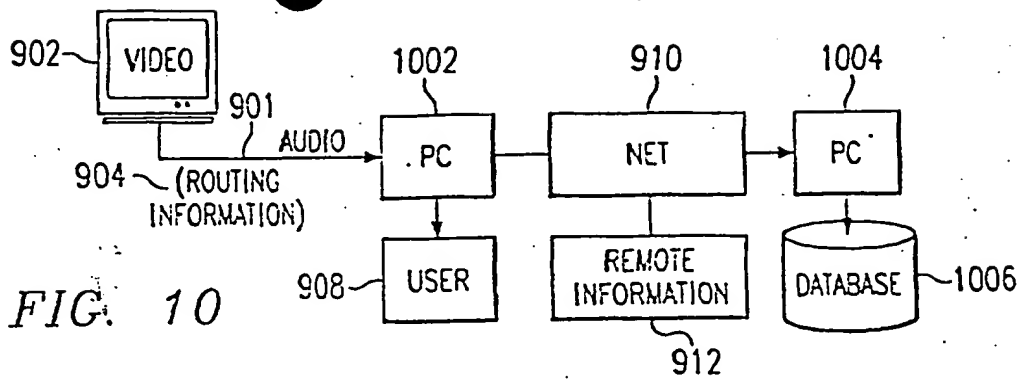 902
VIDEO
901
AUDIO
904
(ROUTING
INFORMATION)
1002
PC
910
NET
1004
PC
908
USER
REMOTE
INFORMATION
912
DATABASE
1006
FIG. 10